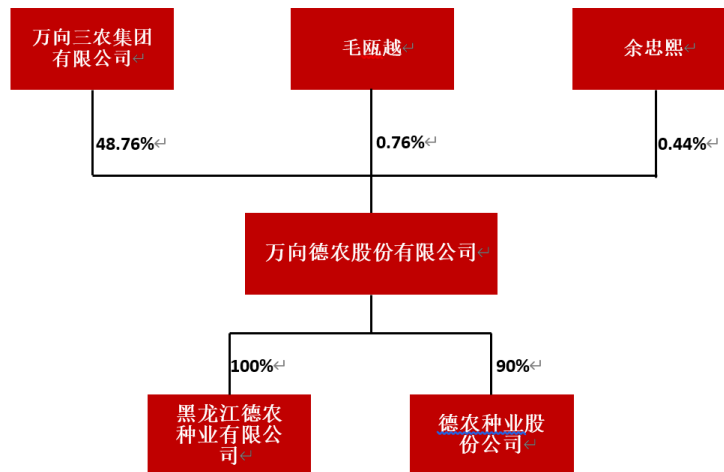 万向三农集团
有限公司
毛瓯越
余忠熙
48.76%
0.76%
0.44%
万向德农股份有限公司
100%
90%
黑龙江德农
种业有限公
司
德农种业股
份公司